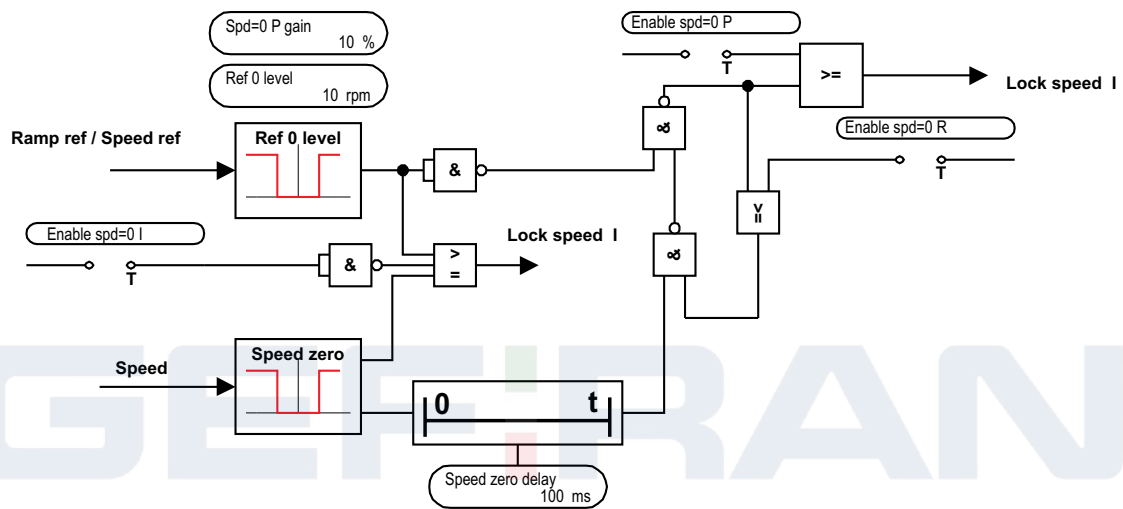 Spd=0 P gain
10 %
Ref 0 level
10 rpm
Enable spd=0 P
T
>=
Lock speed I
Ramp ref / Speed ref
Ref 0 level
&
&
Enable spd=0 R
T
>=
Enable spd=0 I
T
&
>
=
Lock speed I
&
Speed
Speed zero
0 t
Speed zero delay
100 ms
GEFRAN